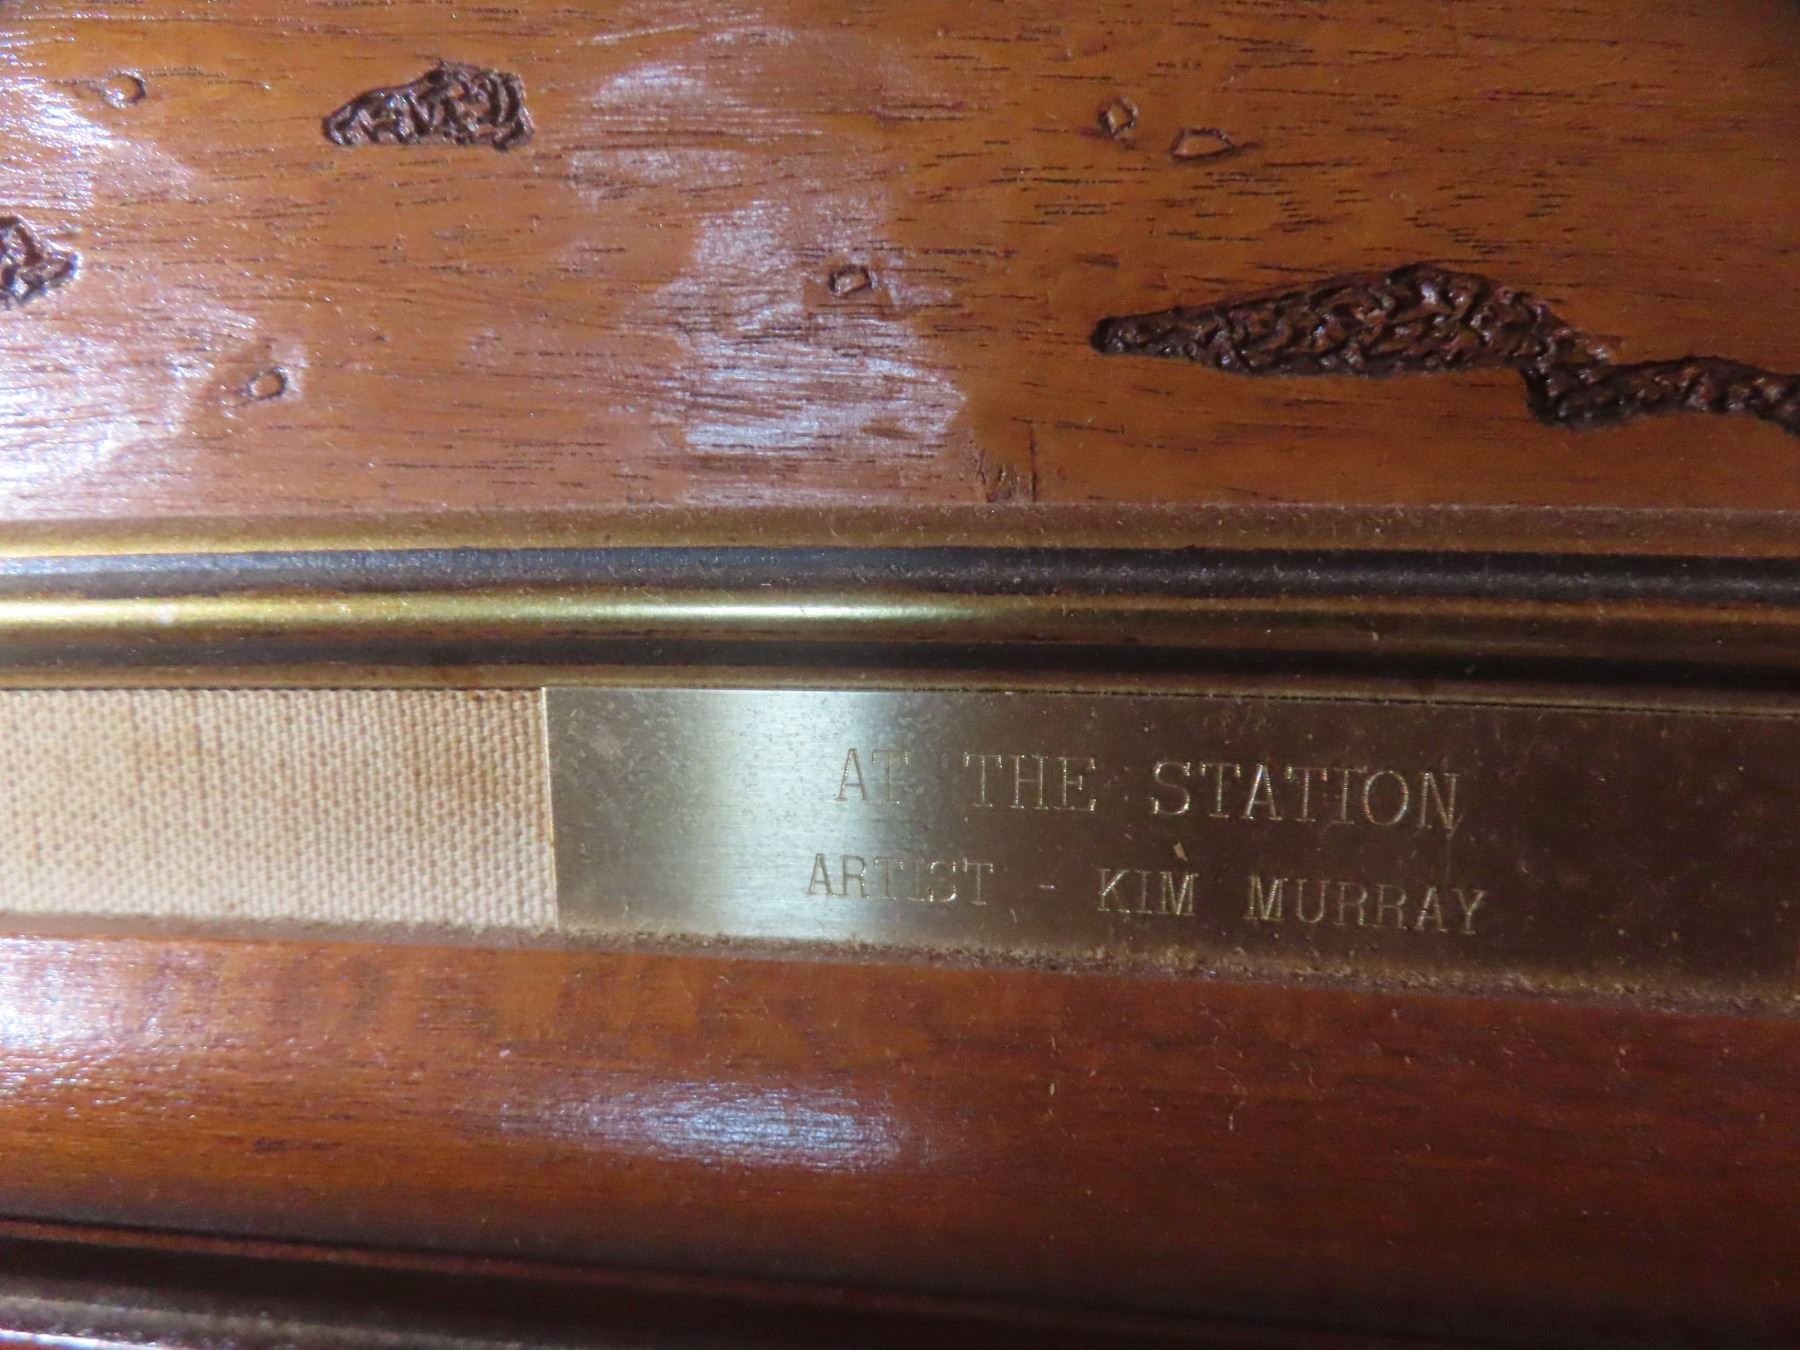 AT THE STATION
ARTIST - KIM MURRAY